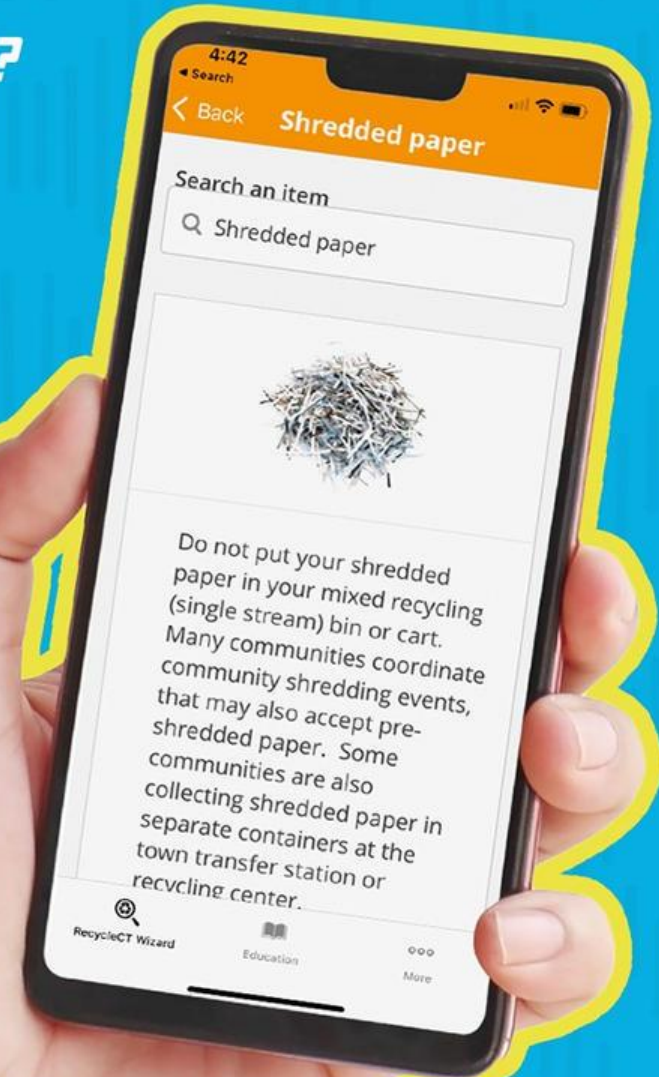 ?
4:42
Search
Back
Shredded paper
Search an item
Shredded paper
Do not put your shredded
paper in your mixed recycling
(single stream) bin or cart.
Many communities coordinate
community shredding events,
that may also accept pre-
shredded paper. Some
communities are also
collecting shredded paper in
separate containers at the
town transfer station or
recycling center.
RecycleCT Wizard
Education
More